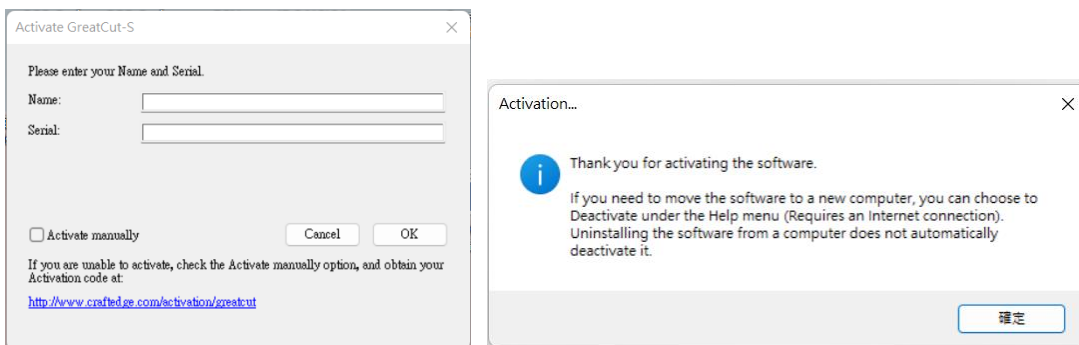 Activate GreatCut-S
Please enter your Name and Serial.
Name:
Serial:
Activate manually
Cancel
OK
If you are unable to activate, check the Activate manually option, and obtain your
Activation code at:
http://www.craftedge.com/activation/greatcut
Activation...
Thank you for activating the software.
If you need to move the software to a new computer, you can choose to
Deactivate under the Help menu (Requires an Internet connection).
Uninstalling the software from a computer does not automatically
deactivate it.
確定